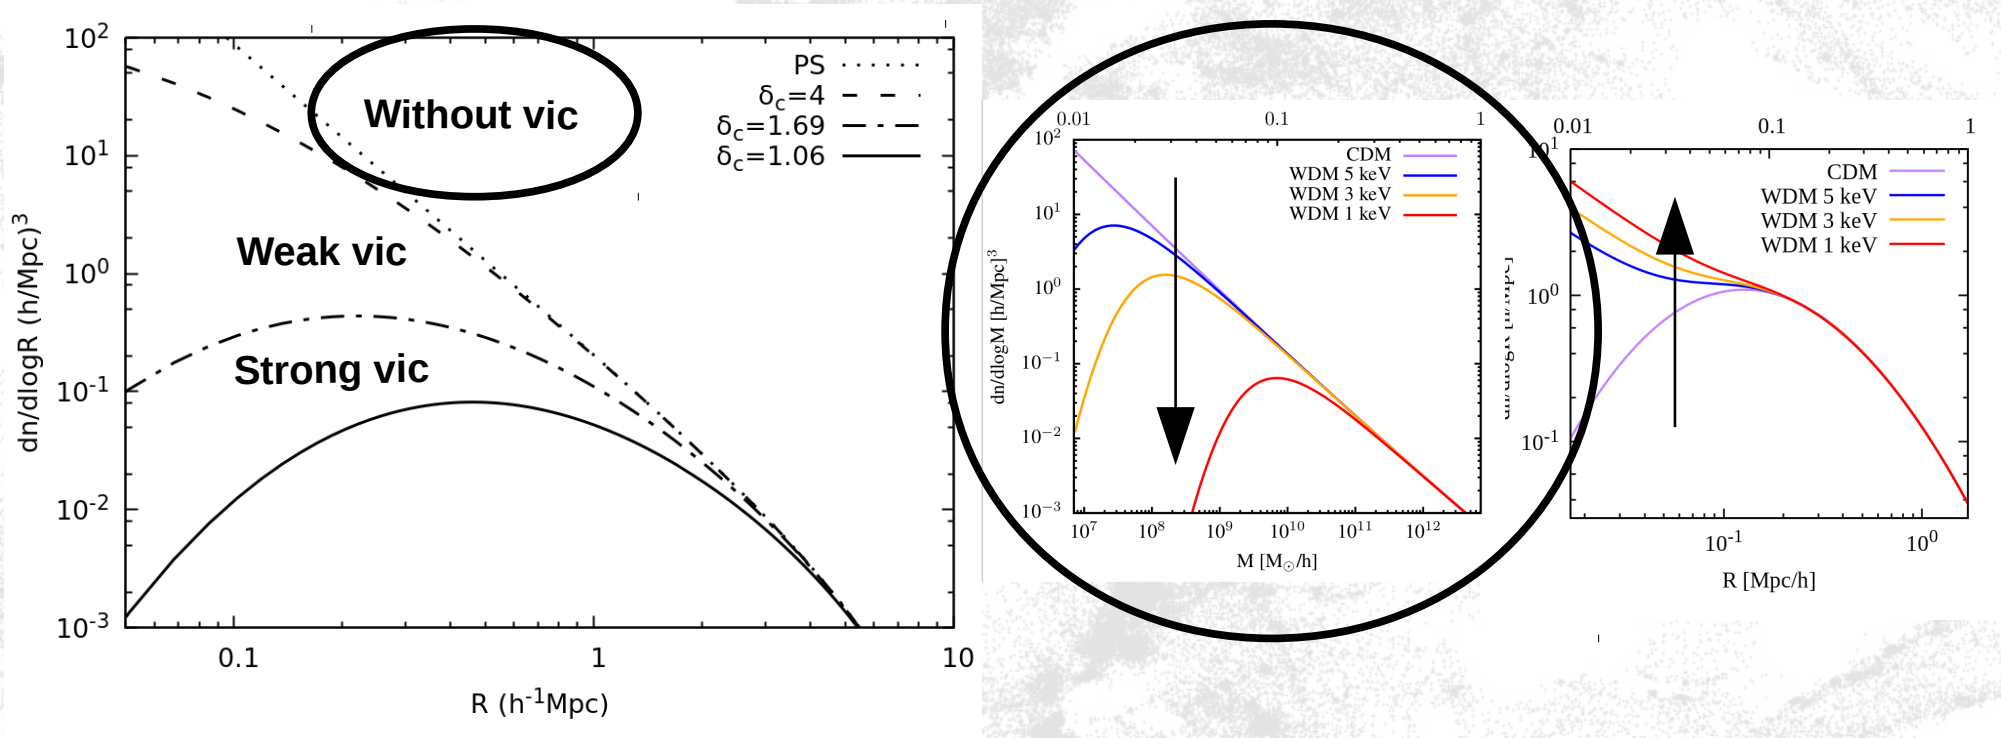 10²
10¹
10⁰
10⁻¹
10⁻²
10⁻³
dn/dlogR (h/Mpc)³
0.1
1
10
R (h⁻¹Mpc)
PS
δc=4
δc=1.69
δc=1.06
Without vic
Weak vic
Strong vic
0.01
0.1
1
10²
10¹
10⁰
10⁻¹
10⁻²
10⁻³
dn/dlogM [h/Mpc]³
CDM
WDM 5 keV
WDM 3 keV
WDM 1 keV
10⁷
10⁸
10⁹
10¹⁰
10¹¹
10¹²
M [M☉/h]
0.01
0.1
1
10¹
10⁰
10⁻¹
CDM
WDM 5 keV
WDM 3 keV
WDM 1 keV
10⁻¹
10⁰
R [Mpc/h]